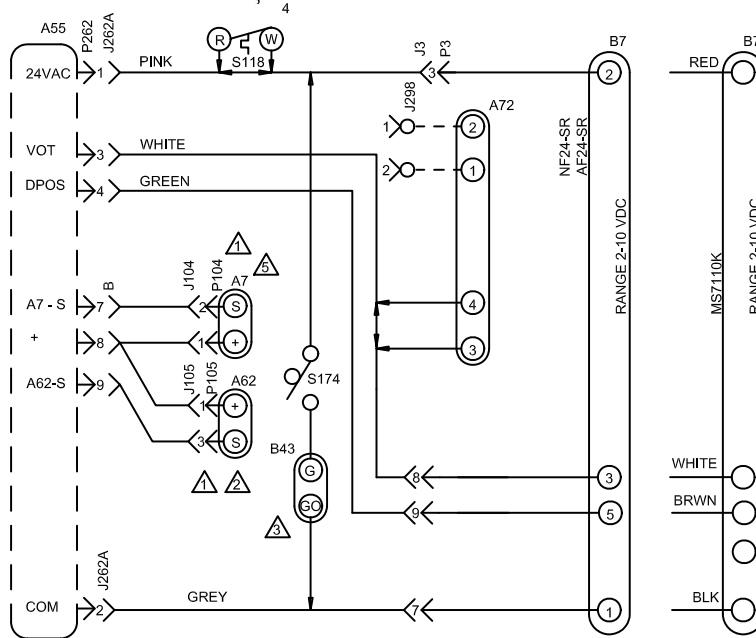 4
A55
P262
J262A
R
W
S118
J3
P3
B7
B7
24VAC
1
PINK
3
2
RED
J298
A72
1
2
2
1
NF24-SR
AF24-SR
VOT
3
WHITE
DPOS
4
GREEN
RANGE 2-10 VDC
MS7110K
RANGE 2-10 VDC
1
5
B
J104
P104
A7
A7 - S
7
2
S
+
8
1
+
4
3
A62-S
9
J105
P105
A62
1
+
3
S
S174
1
2
B43
G
GO
3
8
3
WHITE
9
5
BRWN
J262A
COM
2
GREY
7
1
BLK